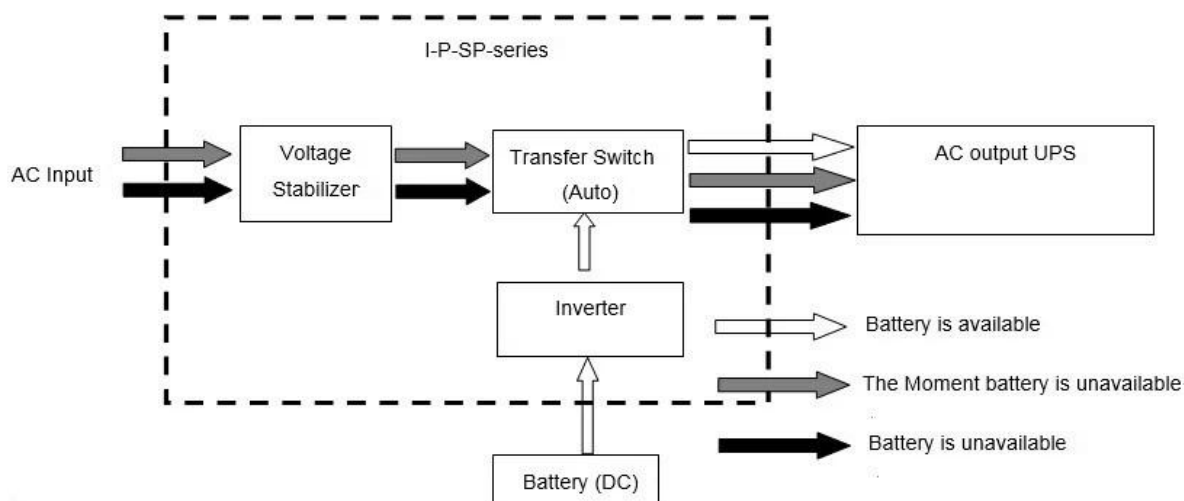 I-P-SP-series
AC Input
Voltage
Stabilizer
Transfer Switch
(Auto)
AC output UPS
Inverter
Battery (DC)
Battery is available
The Moment battery is unavailable
Battery is unavailable